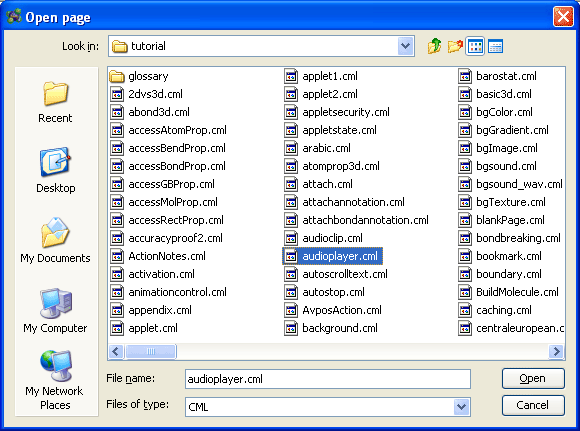 Open page
Look in:
tutorial
Recent
Desktop
My Documents
My Computer
My Network
Places
glossary
2dvs3d.cml
abond3d.cml
accessAtomProp.cml
accessBendProp.cml
accessBondProp.cml
accessGBProp.cml
accessMolProp.cml
accessRectProp.cml
accuracyproof2.cml
ActionNotes.cml
activation.cml
animationcontrol.cml
appendix.cml
applet.cml
applet1.cml
applet2.cml
appletsecurity.cml
appletstate.cml
arabic.cml
atomprop3d.cml
attach.cml
attachannotation.cml
attachbondannotation.cml
audioclip.cml
audioplayer.cml
autoscrolltext.cml
autostop.cml
AvposAction.cml
background.cml
barostat.cml
basic3d.cml
bgColor.cml
bgGradient.cml
bgImage.cml
bgsound.cml
bgsound_wav.cml
bgTexture.cml
blankPage.cml
bondbreaking.cml
bookmark.cml
boundary.cml
BuildMolecule.cml
caching.cml
centraleuropean.c
File name:
audioplayer.cml
Open
Files of type:
CML
Cancel